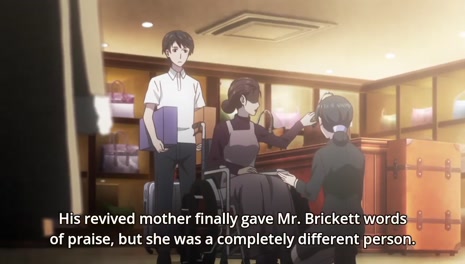 His revived mother finally gave Mr. Brickett words
of praise, but she was a completely different person.